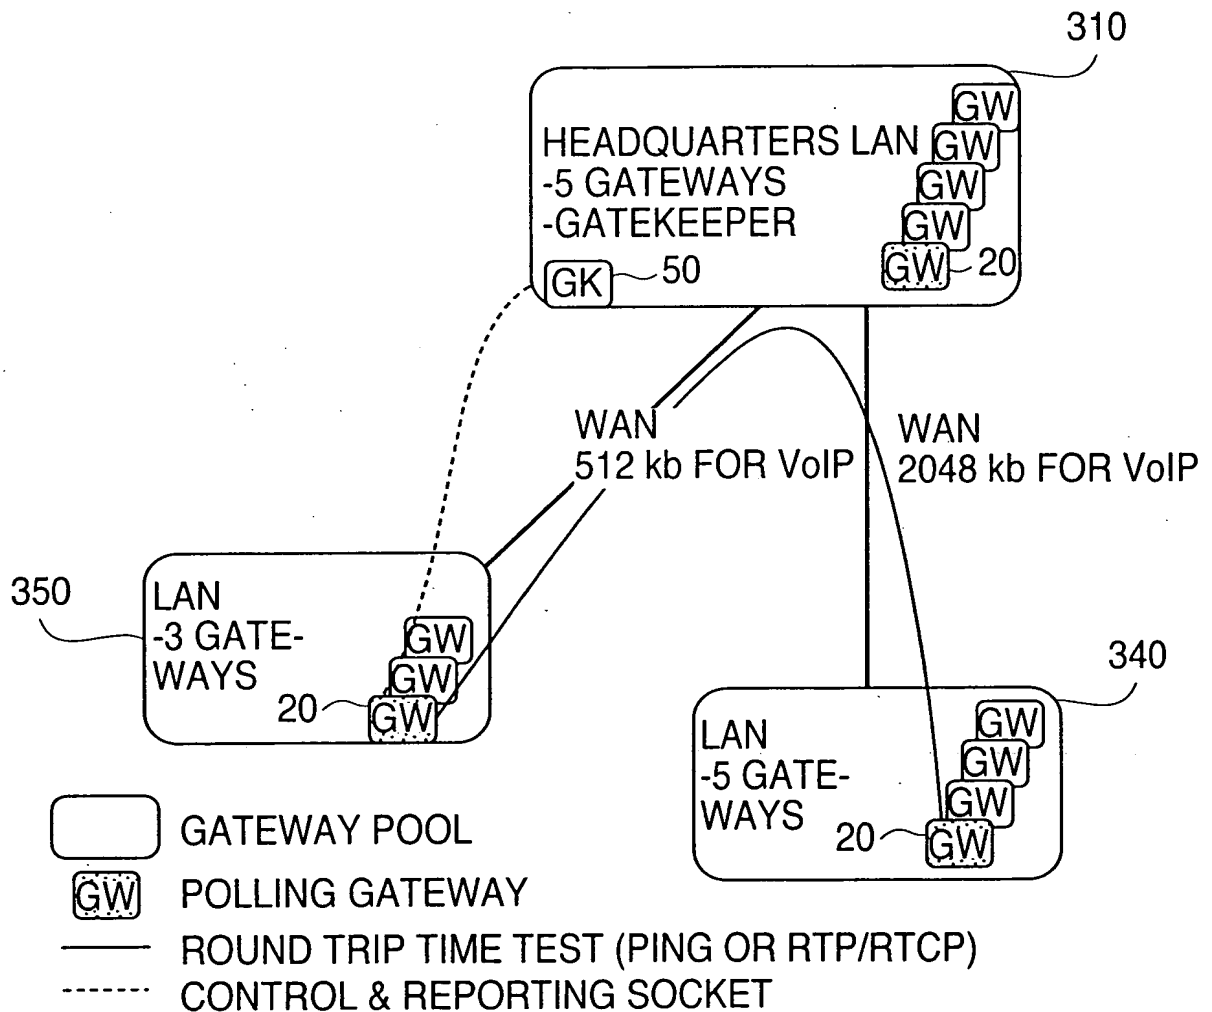 310
GW
HEADQUARTERS LAN
GW
-5 GATEWAYS
GW
-GATEKEEPER
GW
GW
20
GK
50
WAN
512 kb FOR VoIP
WAN
2048 kb FOR VoIP
350
LAN
-3 GATE-
WAYS
GW
GW
20
GW
340
LAN
-5 GATE-
WAYS
GW
GW
GW
20
GW
GATEWAY POOL
GW
POLLING GATEWAY
ROUND TRIP TIME TEST (PING OR RTP/RTCP)
CONTROL & REPORTING SOCKET